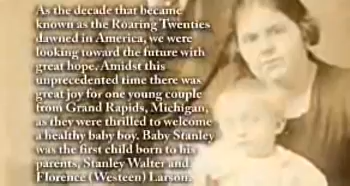 As the decade that became
known as the Roaring Twenties
dawned in America, we were
looking toward the future with
great hope. Amidst this
unprecedented time there was
great joy for one young couple
from Grand Rapids, Michigan,
as they were thrilled to welcome
a healthy baby boy. Baby Stanley
was the first child born to his
parents, Stanley Walter and
Florence (Westeen) Larson.